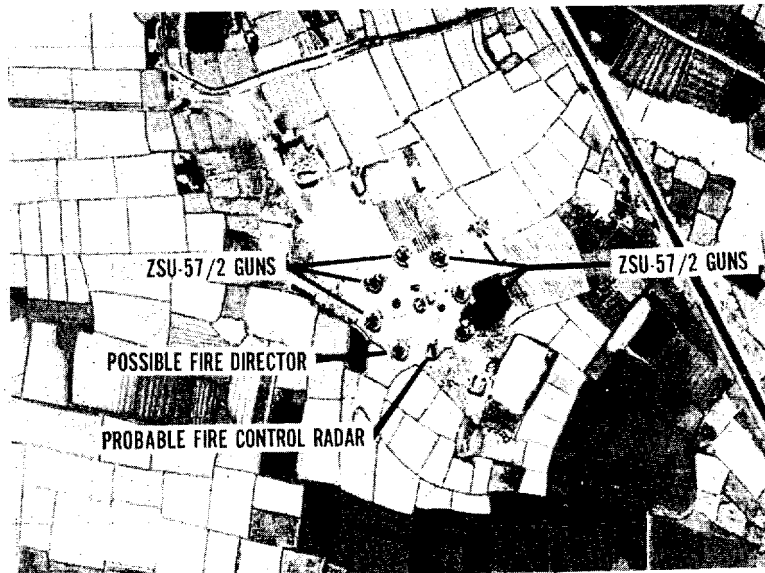 ZSU-57/2 GUNS
ZSU-57/2 GUNS
POSSIBLE FIRE DIRECTOR
PROBABLE FIRE CONTROL RADAR